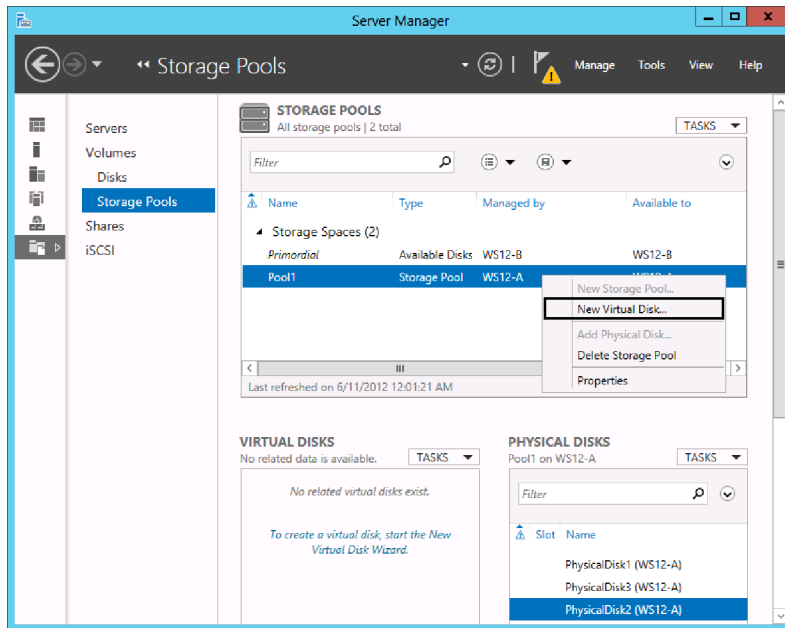 Server Manager
Storage Pools
Manage Tools View Help
Servers
Volumes
Disks
Storage Pools
Shares
iSCSI
STORAGE POOLS
All storage pools | 2 total
TASKS
Filter
Name Type Managed by Available to
Storage Spaces (2)
Primordial Available Disks WS12-B WS12-B
Pool1 Storage Pool WS12-A
New Storage Pool...
New Virtual Disk...
Add Physical Disk...
Delete Storage Pool
Properties
Last refreshed on 6/11/2012 12:01:21 AM
VIRTUAL DISKS
No related data is available.
TASKS
No related virtual disks exist.
To create a virtual disk, start the New
Virtual Disk Wizard.
PHYSICAL DISKS
Pool1 on WS12-A
TASKS
Filter
Slot Name
PhysicalDisk1 (WS12-A)
PhysicalDisk3 (WS12-A)
PhysicalDisk2 (WS12-A)